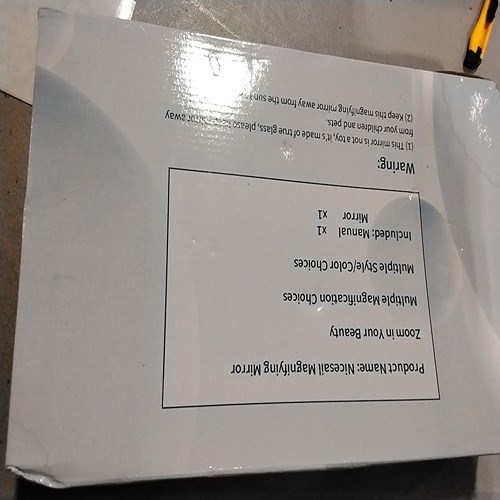 Product Name: Nicesail Magnifying Mirror
Zoom in Your Beauty
Multiple Magnification Choices
Multiple Style/Color Choices
Included: Manual x1
Mirror x1
Waring:
(1) This mirror is not a toy, it's made of true glass, away
from your children and pets.
(2) Keep this magnifying mirror away from the sun